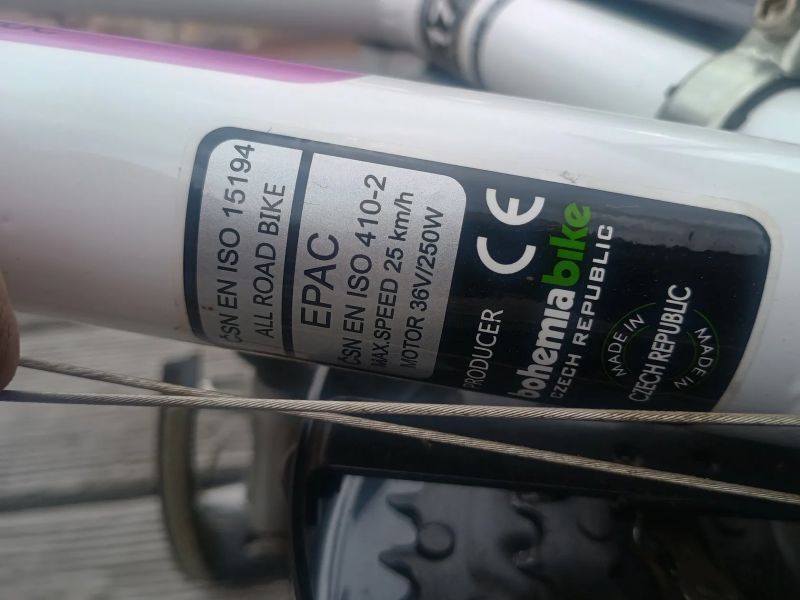 ČSN EN ISO 15194
ALL ROAD BIKE
EPAC
ČSN EN ISO 410-2
MAX.SPEED 25 km/h
MOTOR 36V/250W
CE
PRODUCER
bohemiabike
CZECH REPUBLIC
MADE IN
CZECH REPUBLIC
MADE IN
17